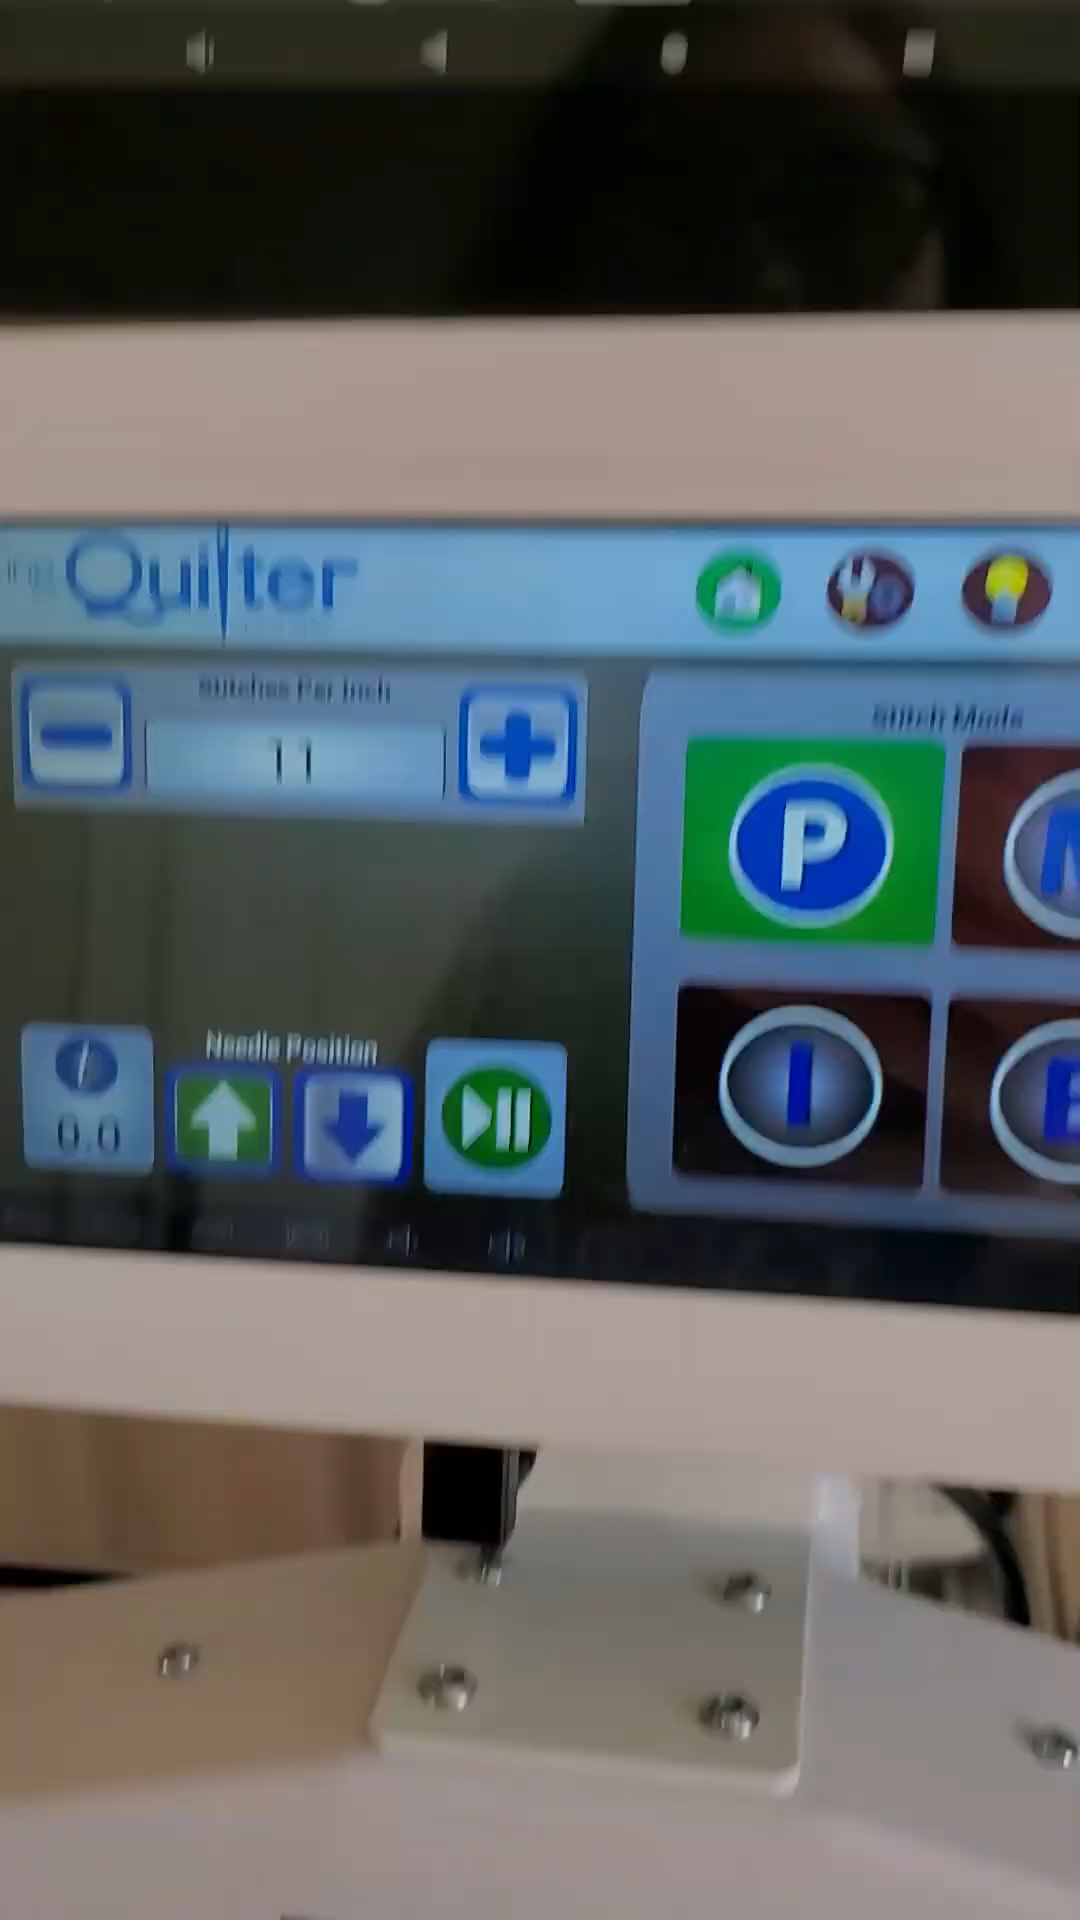 Quilter
Stitches Per Inch
11
Stitch Mode
P
I
Needle Position
0.0